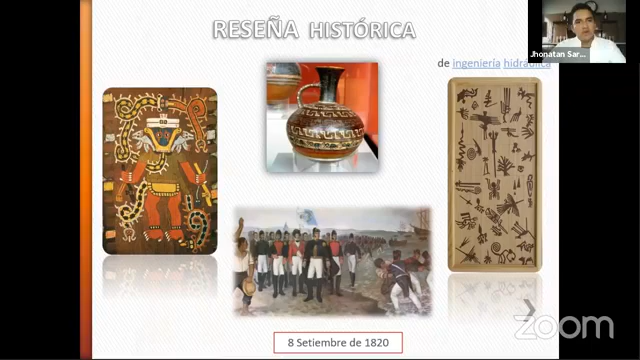 RESEÑA HISTÓRICA
Jhonatan Sar...
de ingeniería hidráulica
8 Setiembre de 1820
zoom